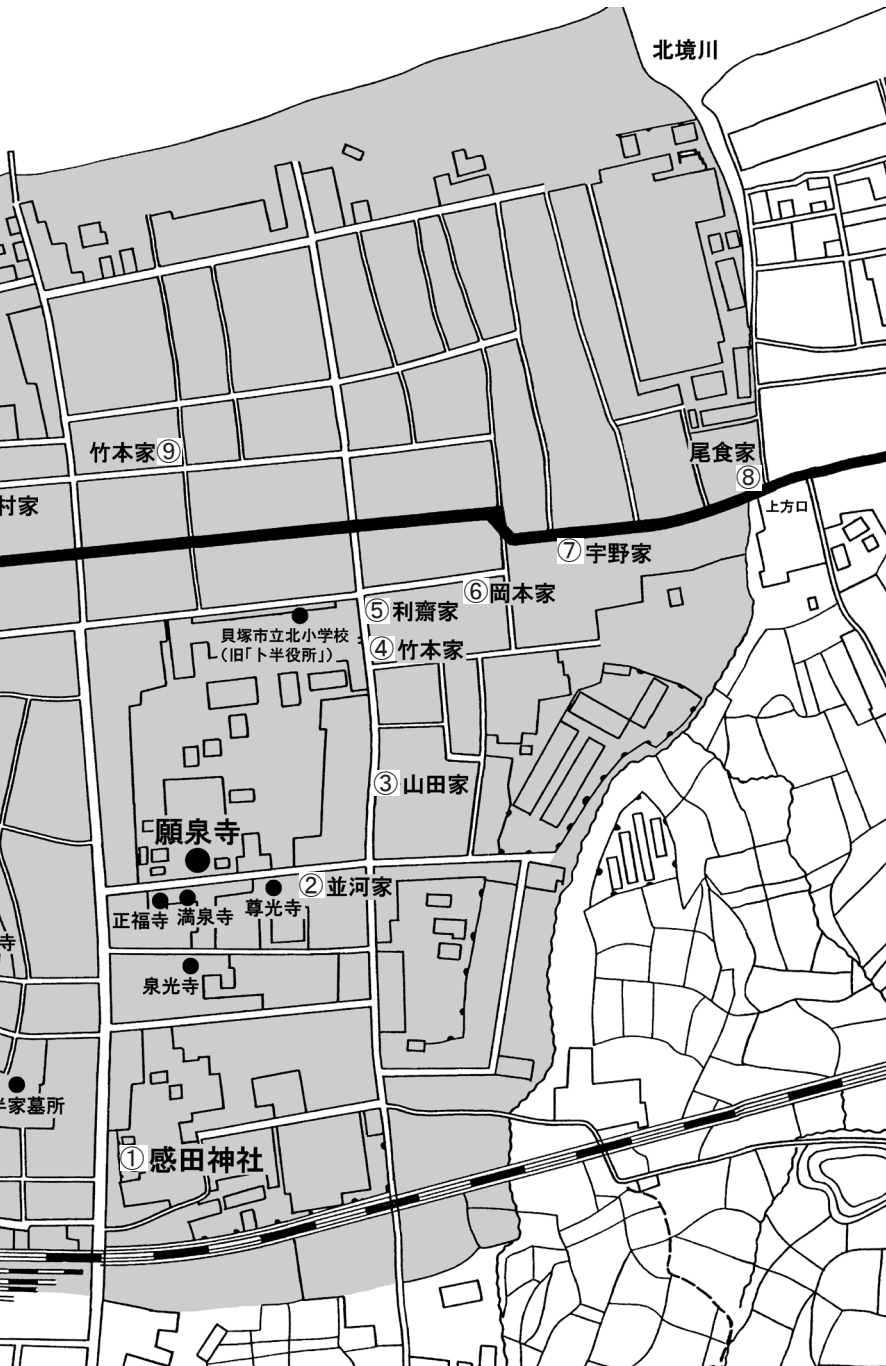 北境川
竹本家⑨
尾食家
⑧
上方口
村家
⑦宇野家
⑥岡本家
⑤利齋家
貝塚市立北小学校
(旧「卜半役所」)
④竹本家
③山田家
願泉寺
②並河家
正福寺
満泉寺
尊光寺
寺
泉光寺
半家墓所
①感田神社